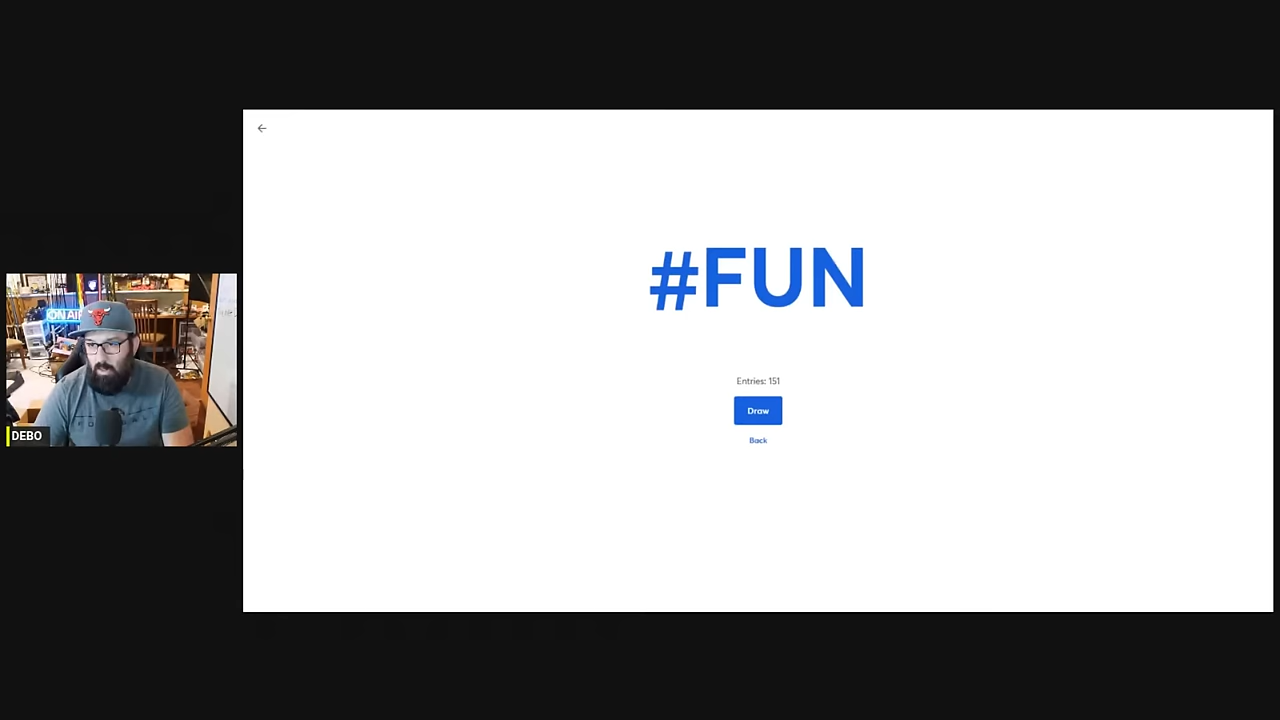 ←
#FUN
Entries: 151
Draw
Back
ON AIR
DEBO